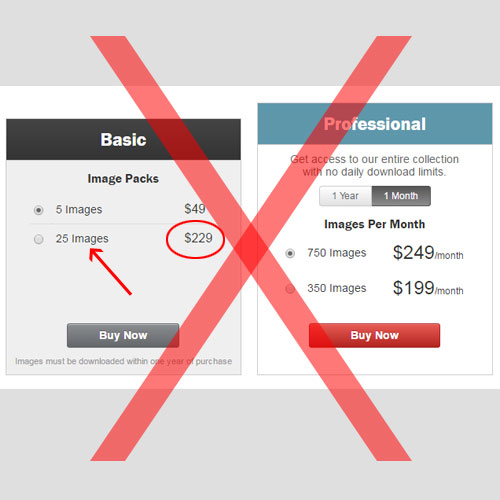 Basic
Image Packs
5 Images $49
25 Images $229
Buy Now
Images must be downloaded within one year of purchase
Professional
Get access to our entire collection
with no daily download limits.
1 Year 1 Month
Images Per Month
750 Images $249/month
350 Images $199/month
Buy Now